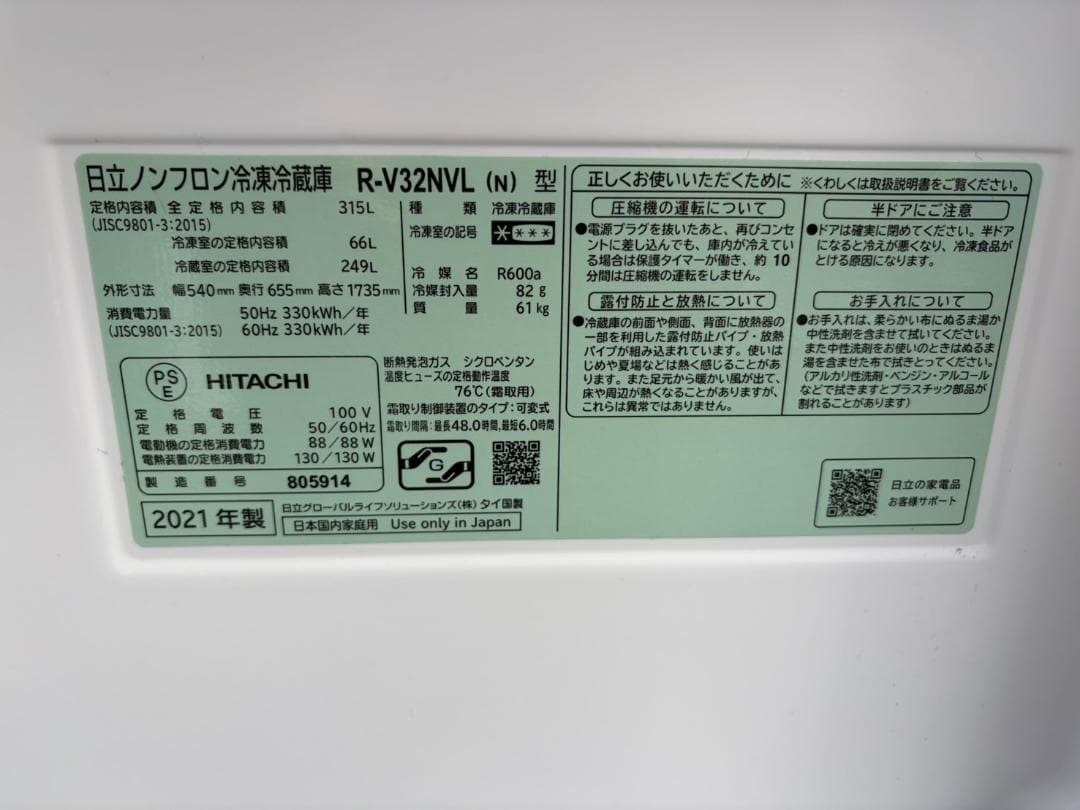 日立ノンフロン冷凍冷蔵庫 R-V32NVL (N) 型
定格内容積 全定格内容積 315L
(JISC9801-3:2015)
冷凍室の定格内容積 66L
冷蔵室の定格内容積 249L
外形寸法 幅540mm 奥行655mm 高さ1735mm
消費電力量 50Hz 330kWh/年
(JISC9801-3:2015) 60Hz 330kWh/年
種類 冷凍冷蔵庫
冷凍室の記号 ****
冷媒名 R600a
冷媒封入量 82g
質量 61kg
PS
E
HITACHI
定格電圧 100V
定格周波数 50/60Hz
電動機の定格消費電力 88/88W
電熱装置の定格消費電力 130/130W
製造番号 805914
断熱発泡ガス シクロペンタン
温度ヒューズの定格動作温度
76℃(霜取用)
霜取り制御装置のタイプ:可変式
霜取り間隔:最長48.0時間,最短6.0時間
G
2021年製
日立グローバルライフソリューションズ(株) タイ国製
日本国内家庭用 Use only in Japan
正しくお使いいただくために ※くわしくは取扱説明書をご覧ください。
圧縮機の運転について
●電源プラグを抜いたあと、再びコンセ
ントに差し込んでも、庫内が冷えてい
る場合は保護タイマーが働き、約10
分間は圧縮機の運転をしません。
露付防止と放熱について
●冷蔵庫の前面や側面、背面に放熱器の
一部を利用した露付防止パイプ・放熱
パイプが組み込まれています。使いは
じめや夏場などは熱く感じることがあ
ります。また足元から暖かい風が出て、
床や周辺が熱くなることがありますが、
これらは異常ではありません。
半ドアにご注意
●ドアは確実に閉めてください。半ドア
になると冷えが悪くなり、冷凍食品が
とける原因になります。
お手入れについて
●お手入れは、柔らかい布にぬるま湯か
中性洗剤を含ませて拭いてください。
また中性洗剤をお使いのときはぬるま
湯を含ませた布で拭きとってください。
(アルカリ性洗剤・ベンジン・アルコール
などで拭きますとプラスチック部品が
割れることがあります)
日立の家電品
お客様サポート